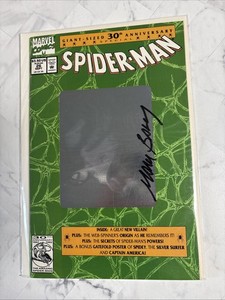 MARVEL
GIANT-SIZED 30TH ANNIVERSARY
SPIDER-MAN
INSIDE: A GREAT NEW VILLAIN!
PLUS: THE WEB-SPINNER'S ORIGIN AS HE REMEMBERS IT!
PLUS: THE SECRETS OF SPIDER-MAN'S POWERS!
PLUS: A BONUS GATEFOLD POSTER OF SPIDEY, THE SILVER SURFER
AND CAPTAIN AMERICA!